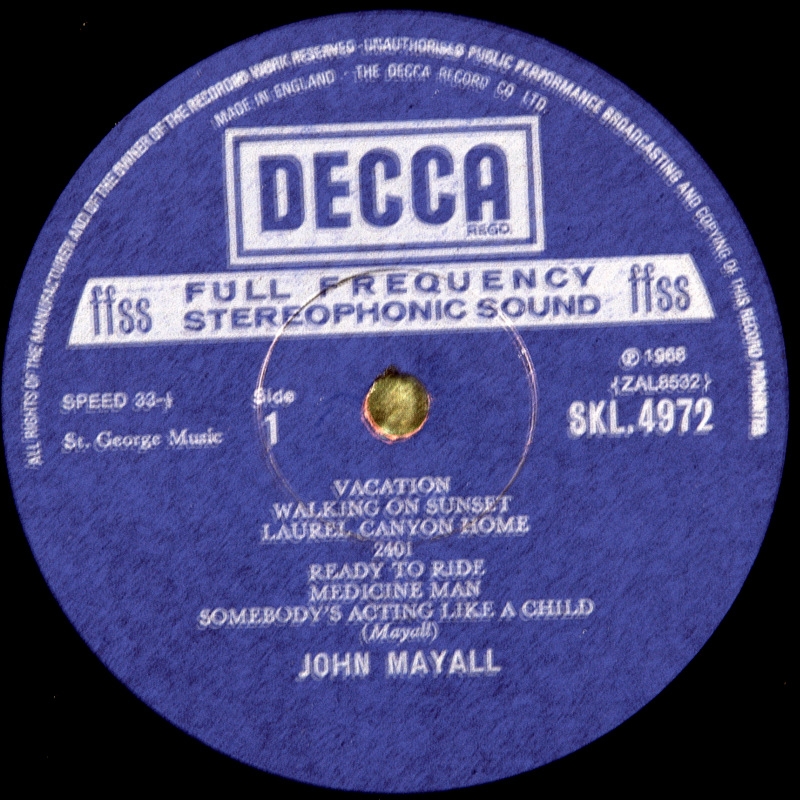 ALL RIGHTS OF THE MANUFACTURER AND OF THE OWNER OF THE RECORDED WORK RESERVED · UNAUTHORISED PUBLIC PERFORMANCE BROADCASTING AND COPYING OF THIS RECORD PROHIBITED
MADE IN ENGLAND · THE DECCA RECORD CO LTD.
DECCA
REGD.
ffss FULL FREQUENCY STEREOPHONIC SOUND ffss
℗ 1968
SPEED 33⅓
Side
1
(ZAL8532)
St. George Music
SKL.4972
VACATION
WALKING ON SUNSET
LAUREL CANYON HOME
2401
READY TO RIDE
MEDICINE MAN
SOMEBODY'S ACTING LIKE A CHILD
(Mayall)
JOHN MAYALL